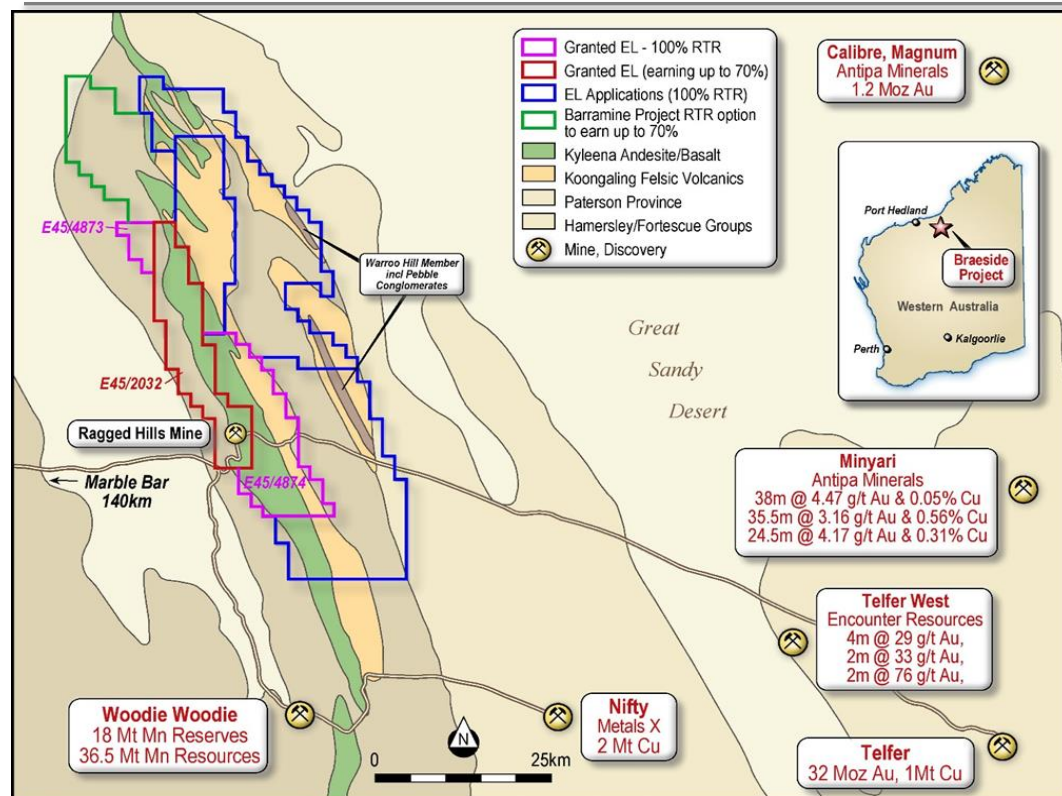 Granted EL - 100% RTR
Granted EL (earning up to 70%)
EL Applications (100% RTR)
Barramine Project RTR option
to earn up to 70%
Kyleena Andesite/Basalt
Koongaling Felsic Volcanics
Paterson Province
Hamersley/Fortescue Groups
Mine, Discovery
Calibre, Magnum
Antipa Minerals
1.2 Moz Au
Port Hedland
Braeside
Project
Western Australia
Kalgoorlie
Perth
E45/4873
Warroo Hill Member
incl Pebble
Conglomerates
Great
Sandy
Desert
E45/2032
Ragged Hills Mine
E45/4874
Marble Bar
140km
Minyari
Antipa Minerals
38m @ 4.47 g/t Au & 0.05% Cu
35.5m @ 3.16 g/t Au & 0.56% Cu
24.5m @ 4.17 g/t Au & 0.31% Cu
Telfer West
Encounter Resources
4m @ 29 g/t Au,
2m @ 33 g/t Au,
2m @ 76 g/t Au,
Woodie Woodie
18 Mt Mn Reserves
36.5 Mt Mn Resources
N
0 25km
Nifty
Metals X
2 Mt Cu
Telfer
32 Moz Au, 1Mt Cu